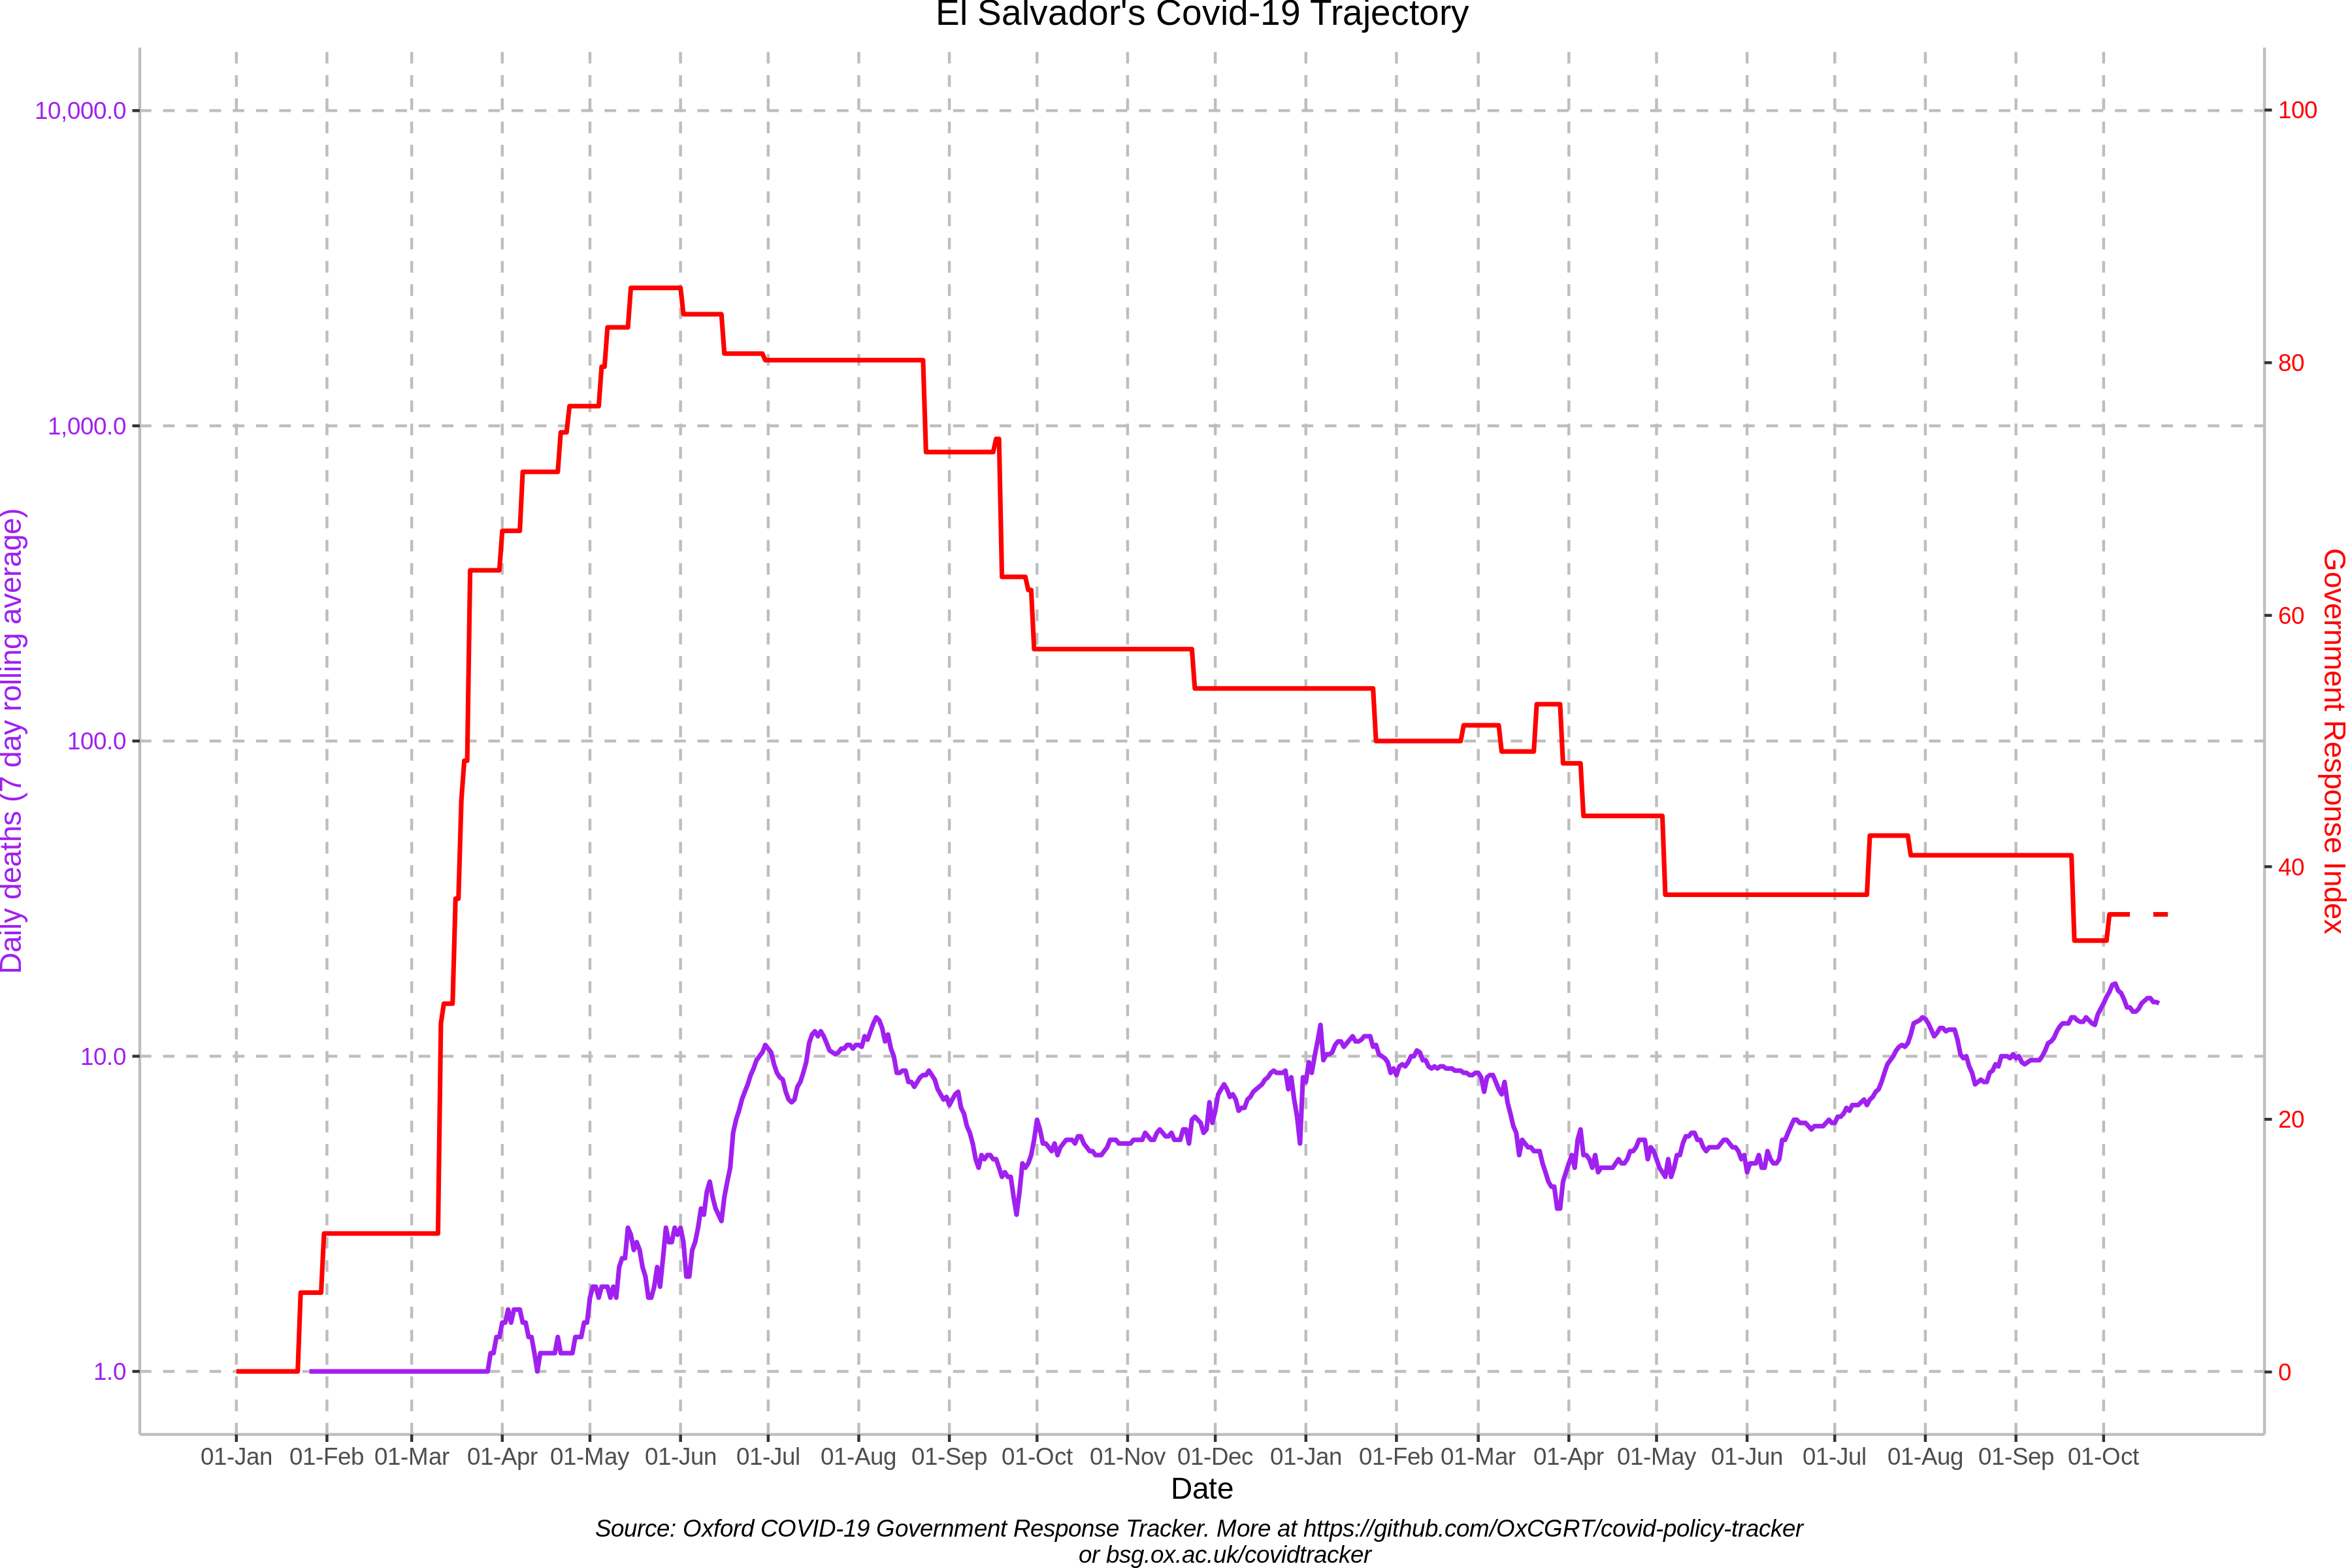 El Salvador's Covid-19 Trajectory
10,000.0
1,000.0
100.0
10.0
1.0
Daily deaths (7 day rolling average)
100
80
60
40
20
0
Government Response Index
01-Jan 01-Feb 01-Mar 01-Apr 01-May 01-Jun 01-Jul 01-Aug 01-Sep 01-Oct 01-Nov 01-Dec 01-Jan 01-Feb 01-Mar 01-Apr 01-May 01-Jun 01-Jul 01-Aug 01-Sep 01-Oct
Date
Source: Oxford COVID-19 Government Response Tracker. More at https://github.com/OxCGRT/covid-policy-tracker
or bsg.ox.ac.uk/covidtracker